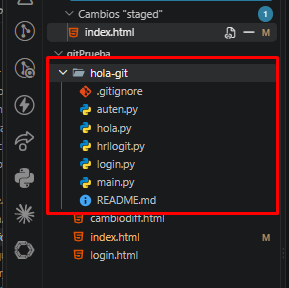 Cambios "staged"
1
index.html
M
gitPrueba
hola-git
.gitignore
auten.py
hola.py
hrllogit.py
login.py
main.py
README.md
cambiodiff.html
index.html
M
login.html